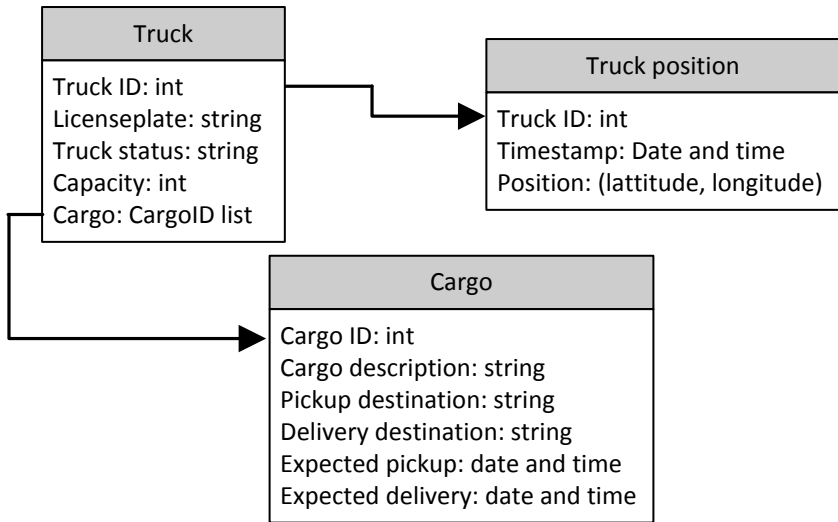 Truck
Truck ID: int
Licenseplate: string
Truck status: string
Capacity: int
Cargo: CargoID list
Truck position
Truck ID: int
Timestamp: Date and time
Position: (lattitude, longitude)
Cargo
Cargo ID: int
Cargo description: string
Pickup destination: string
Delivery destination: string
Expected pickup: date and time
Expected delivery: date and time